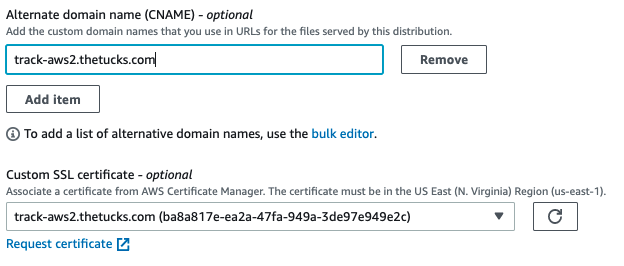 Alternate domain name (CNAME) - optional
Add the custom domain names that you use in URLs for the files served by this distribution.
track-aws2.thetucks.com
Remove
Add item
To add a list of alternative domain names, use the bulk editor.
Custom SSL certificate - optional
Associate a certificate from AWS Certificate Manager. The certificate must be in the US East (N. Virginia) Region (us-east-1).
track-aws2.thetucks.com (ba8a817e-ea2a-47fa-949a-3de97e949e2c)
Request certificate